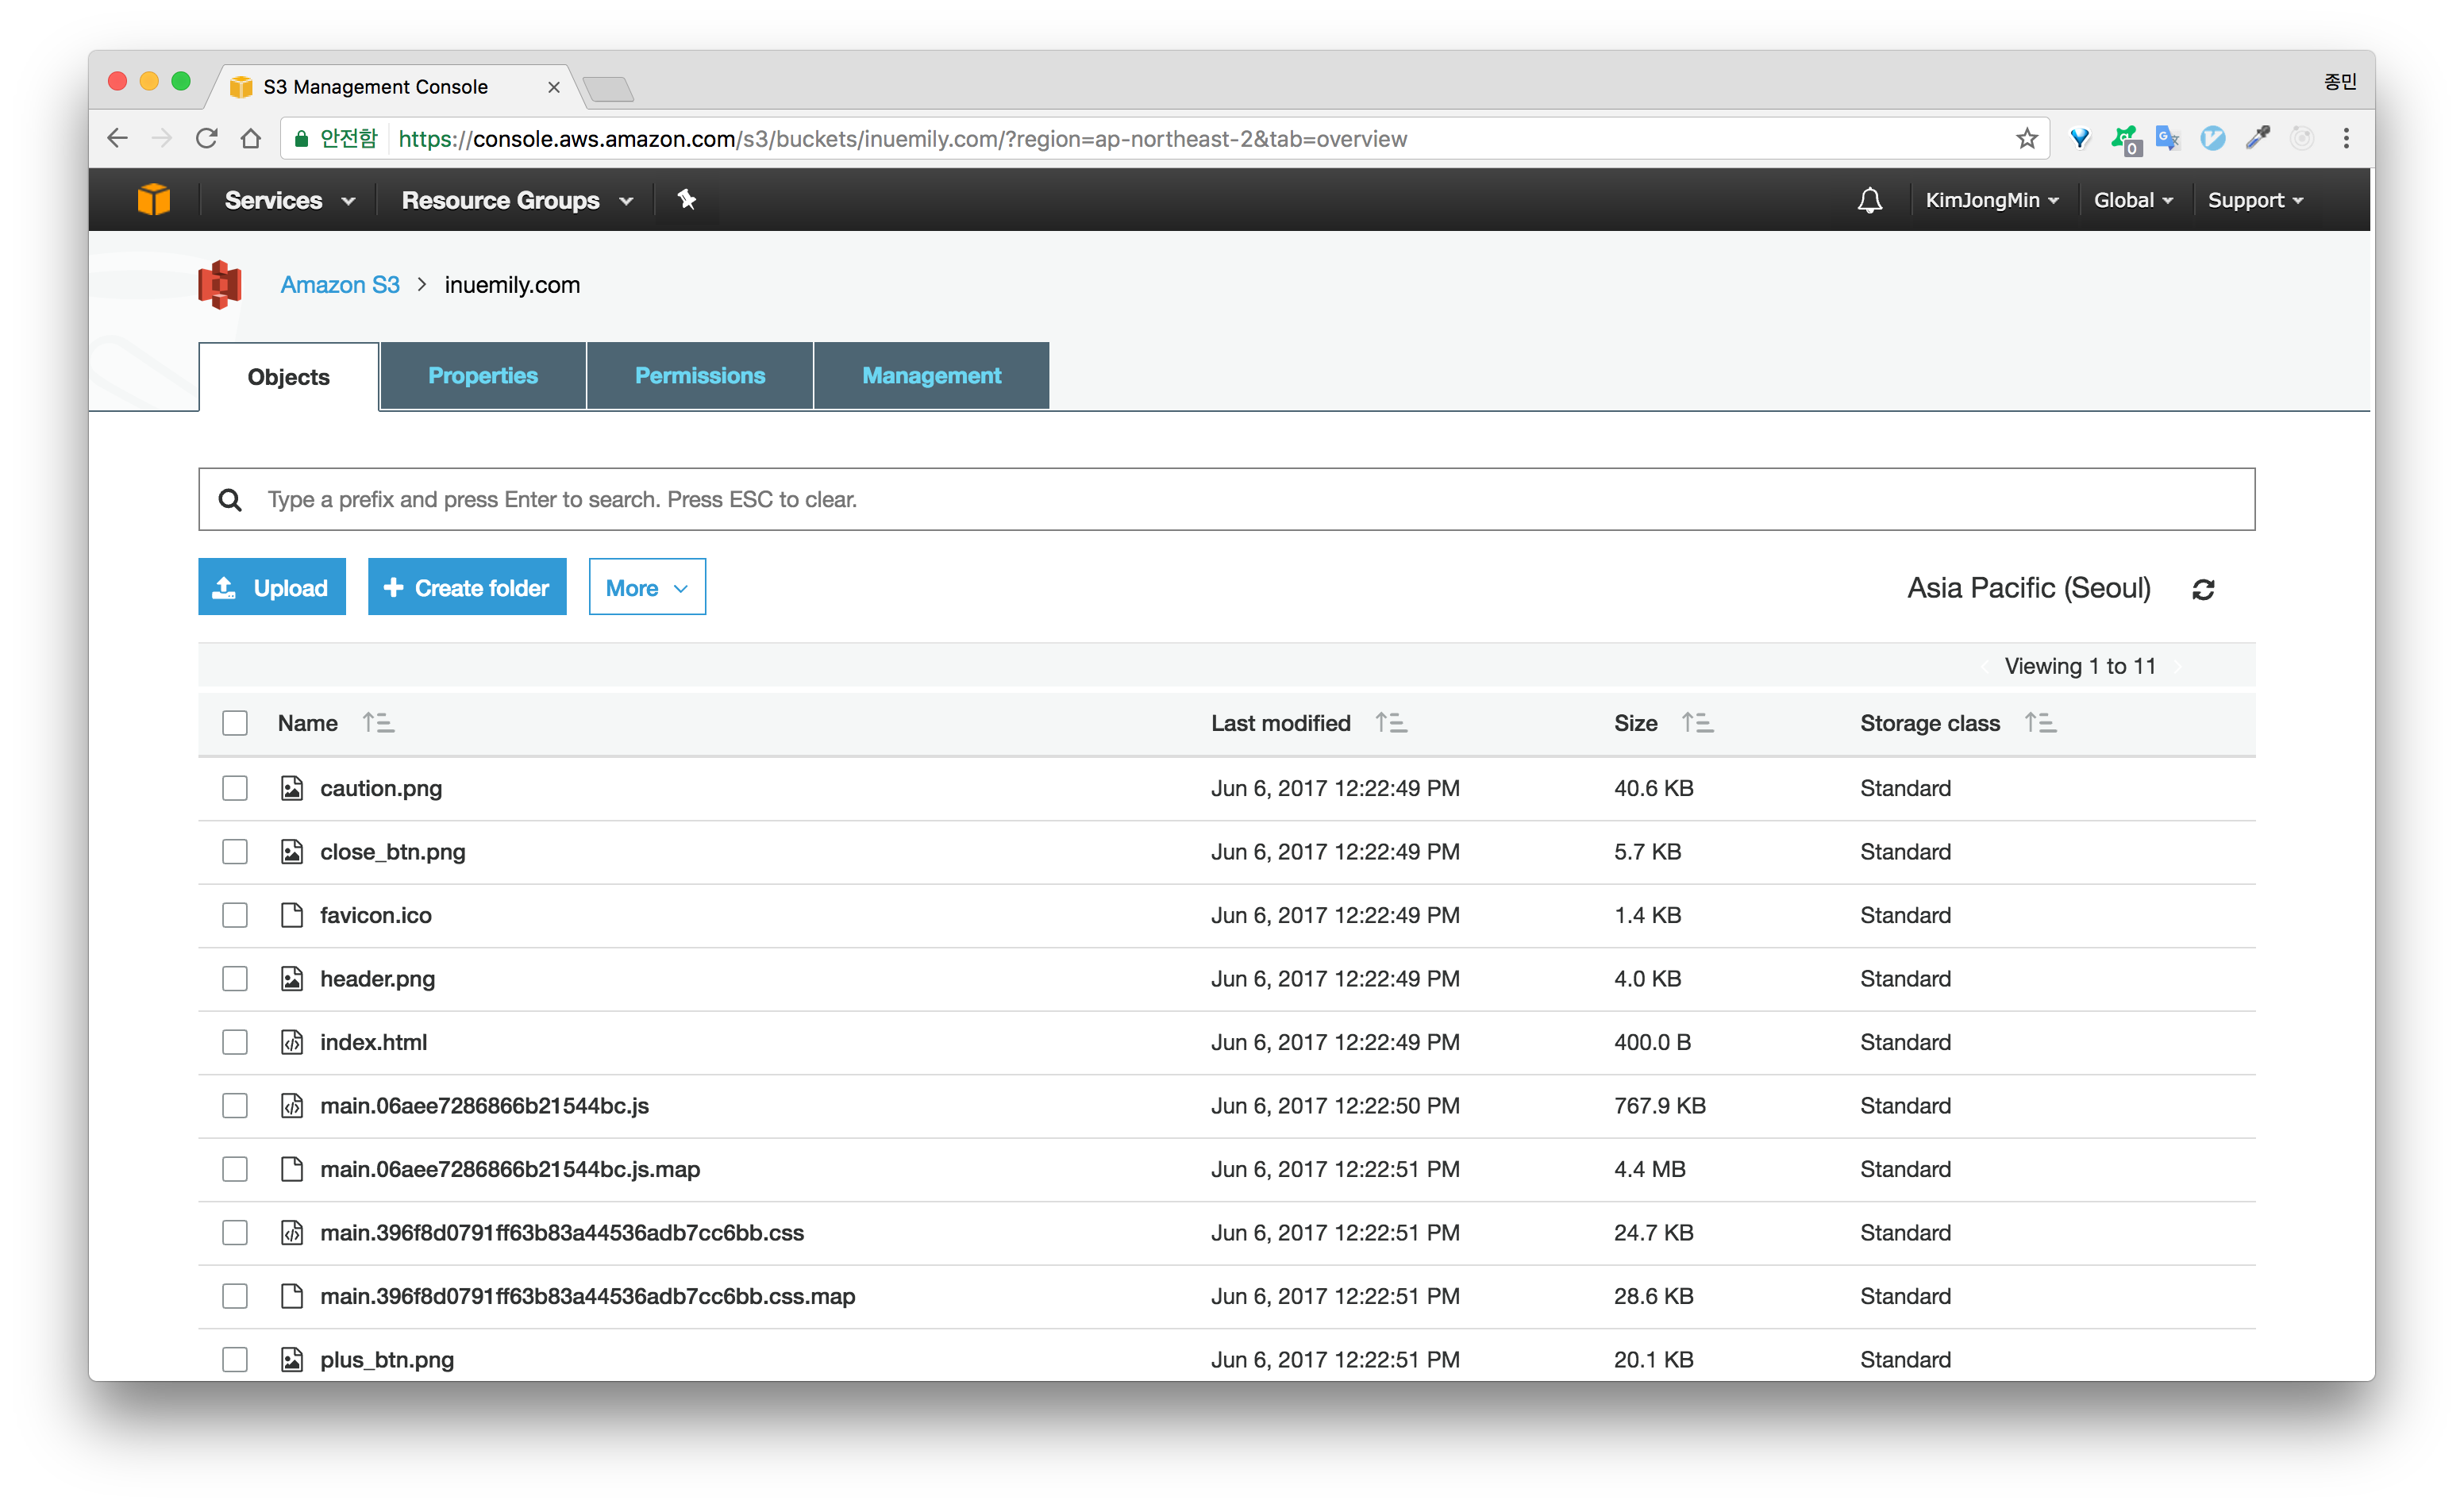 S3 Management Console
종민
안전함 https://console.aws.amazon.com/s3/buckets/inuemily.com/?region=ap-northeast-2&tab=overview
0
Services Resource Groups KimJongMin Global Support
Amazon S3 > inuemily.com
Objects Properties Permissions Management
Type a prefix and press Enter to search. Press ESC to clear.
Upload + Create folder More Asia Pacific (Seoul)
Viewing 1 to 11
Name Last modified Size Storage class
caution.png Jun 6, 2017 12:22:49 PM 40.6 KB Standard
close_btn.png Jun 6, 2017 12:22:49 PM 5.7 KB Standard
favicon.ico Jun 6, 2017 12:22:49 PM 1.4 KB Standard
header.png Jun 6, 2017 12:22:49 PM 4.0 KB Standard
index.html Jun 6, 2017 12:22:49 PM 400.0 B Standard
main.06aee7286866b21544bc.js Jun 6, 2017 12:22:50 PM 767.9 KB Standard
main.06aee7286866b21544bc.js.map Jun 6, 2017 12:22:51 PM 4.4 MB Standard
main.396f8d0791ff63b83a44536adb7cc6bb.css Jun 6, 2017 12:22:51 PM 24.7 KB Standard
main.396f8d0791ff63b83a44536adb7cc6bb.css.map Jun 6, 2017 12:22:51 PM 28.6 KB Standard
plus_btn.png Jun 6, 2017 12:22:51 PM 20.1 KB Standard